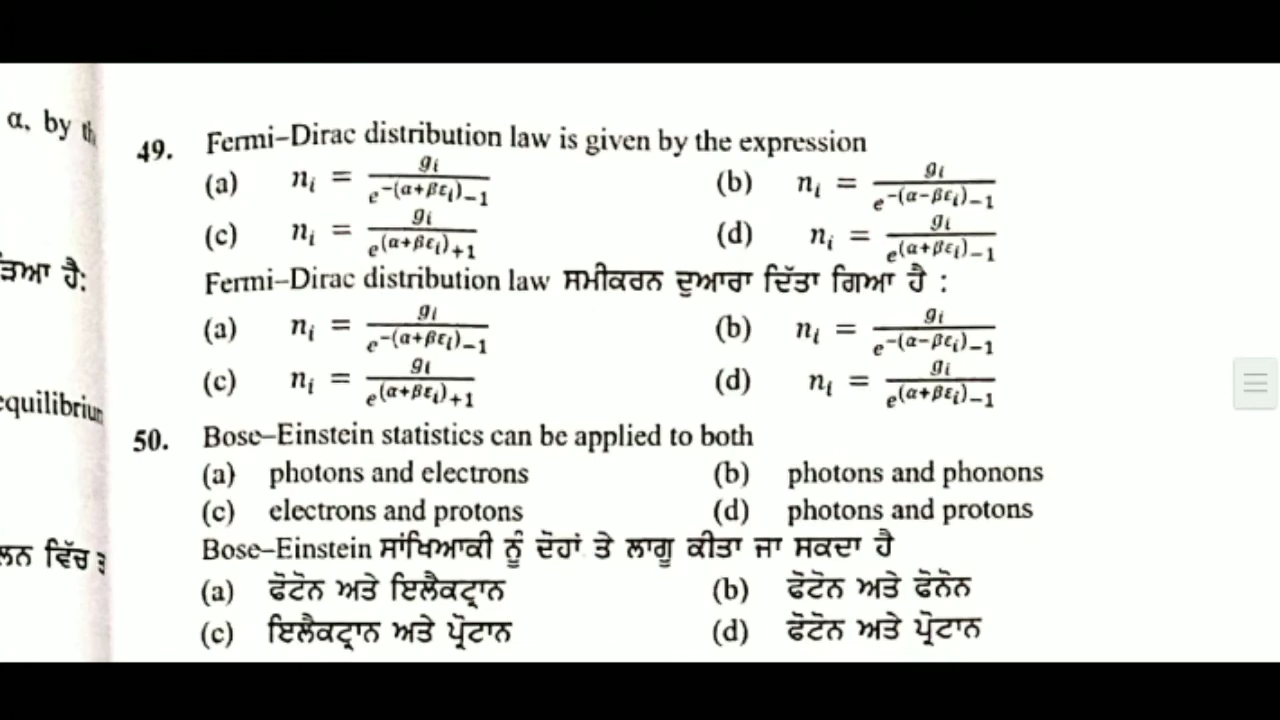 α, by th
ੜਿਆ ਹੈ:
equilibrium
ਲਨ ਵਿੱਚ ਤ
49. Fermi–Dirac distribution law is given by the expression
(a) nᵢ = gᵢ / e^−(α+βεᵢ)−1 (b) nᵢ = gᵢ / e^−(α−βεᵢ)−1
(c) nᵢ = gᵢ / e^(α+βεᵢ)+1 (d) nᵢ = gᵢ / e^(α+βεᵢ)−1
Fermi–Dirac distribution law ਸਮੀਕਰਨ ਦੁਆਰਾ ਦਿੱਤਾ ਗਿਆ ਹੈ :
(a) nᵢ = gᵢ / e^−(α+βεᵢ)−1 (b) nᵢ = gᵢ / e^−(α−βεᵢ)−1
(c) nᵢ = gᵢ / e^(α+βεᵢ)+1 (d) nᵢ = gᵢ / e^(α+βεᵢ)−1
50. Bose–Einstein statistics can be applied to both
(a) photons and electrons (b) photons and phonons
(c) electrons and protons (d) photons and protons
Bose–Einstein ਸਾਂਖਿਆਕੀ ਨੂੰ ਦੋਹਾਂ ਤੇ ਲਾਗੂ ਕੀਤਾ ਜਾ ਸਕਦਾ ਹੈ
(a) ਫੋਟੋਨ ਅਤੇ ਇਲੈਕਟ੍ਰਾਨ (b) ਫੋਟੋਨ ਅਤੇ ਫੋਨੋਨ
(c) ਇਲੈਕਟ੍ਰਾਨ ਅਤੇ ਪ੍ਰੋਟਾਨ (d) ਫੋਟੋਨ ਅਤੇ ਪ੍ਰੋਟਾਨ